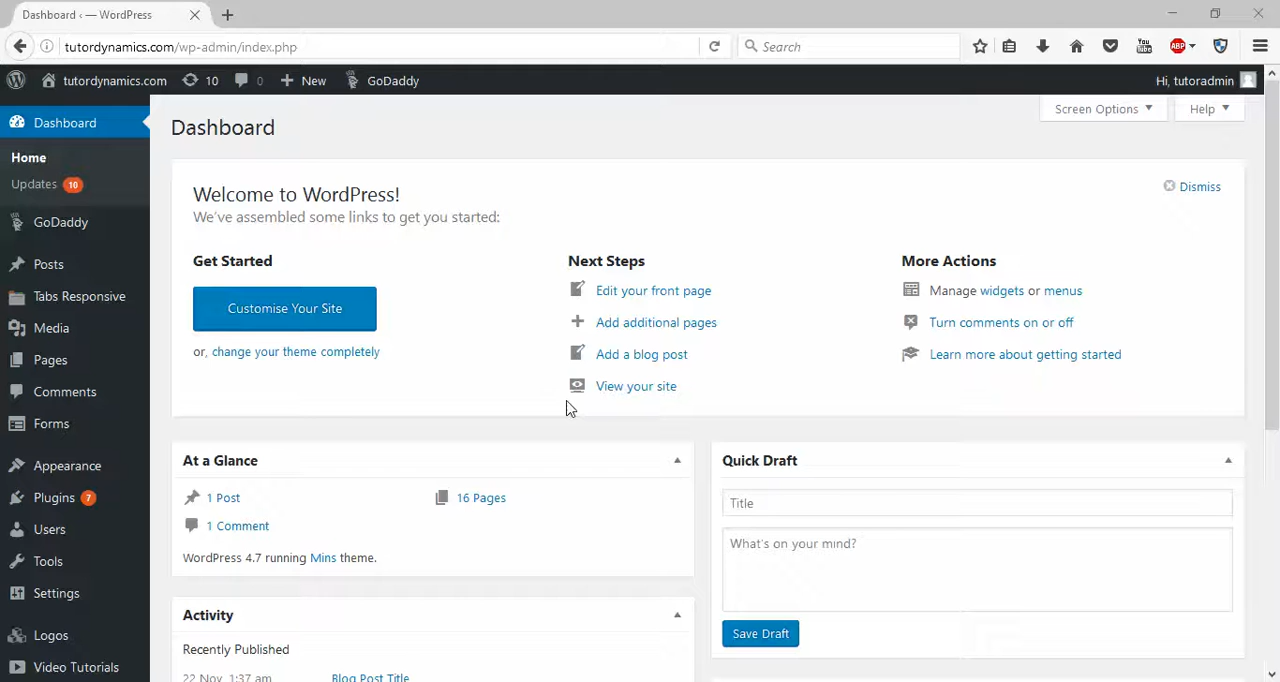 Dashboard ‹ — WordPress
tutordynamics.com/wp-admin/index.php
Search
You Tube
ABP
tutordynamics.com 10 0 New GoDaddy
Hi, tutoradmin
Dashboard
Home
Updates 10
GoDaddy
Posts
Tabs Responsive
Media
Pages
Comments
Forms
Appearance
Plugins 7
Users
Tools
Settings
Logos
Video Tutorials
Screen Options
Help
Dashboard
Welcome to WordPress!
We've assembled some links to get you started:
Dismiss
Get Started
Customise Your Site
or, change your theme completely
Next Steps
Edit your front page
Add additional pages
Add a blog post
View your site
More Actions
Manage widgets or menus
Turn comments on or off
Learn more about getting started
At a Glance
1 Post
16 Pages
1 Comment
WordPress 4.7 running Mins theme.
Activity
Recently Published
22 Nov, 1:37 am Blog Post Title
Quick Draft
Title
What's on your mind?
Save Draft